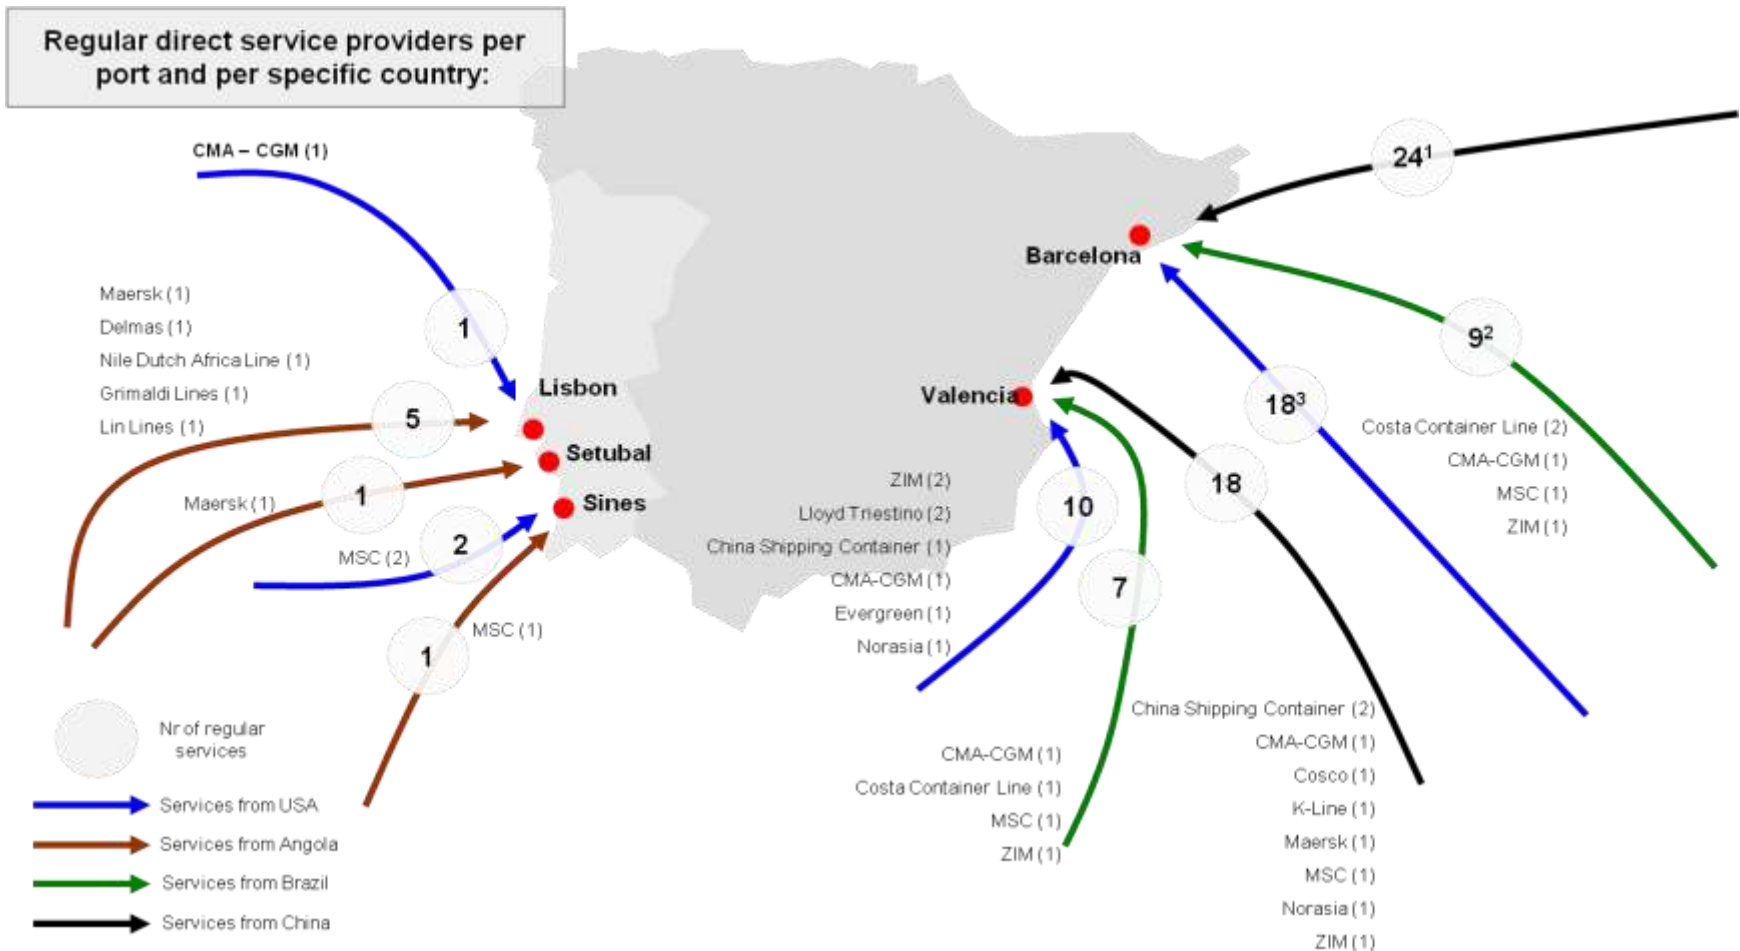 Regular direct service providers per
port and per specific country:
CMA – CGM (1)
24¹
Barcelona
Maersk (1)
Delmas (1)
Nile Dutch Africa Line (1)
Grimaldi Lines (1)
Lin Lines (1)
1
9²
Lisbon
Valencia
5
18³
Costa Container Line (2)
CMA-CGM (1)
MSC (1)
ZIM (1)
Setubal
Maersk (1)
1
Sines
ZIM (2)
Lloyd Triestino (2)
China Shipping Container (1)
CMA-CGM (1)
Evergreen (1)
Norasia (1)
10
18
MSC (2)
2
7
MSC (1)
1
Nr of regular
services
China Shipping Container (2)
CMA-CGM (1)
Cosco (1)
K-Line (1)
Maersk (1)
MSC (1)
Norasia (1)
ZIM (1)
CMA-CGM (1)
Costa Container Line (1)
MSC (1)
ZIM (1)
Services from USA
Services from Angola
Services from Brazil
Services from China